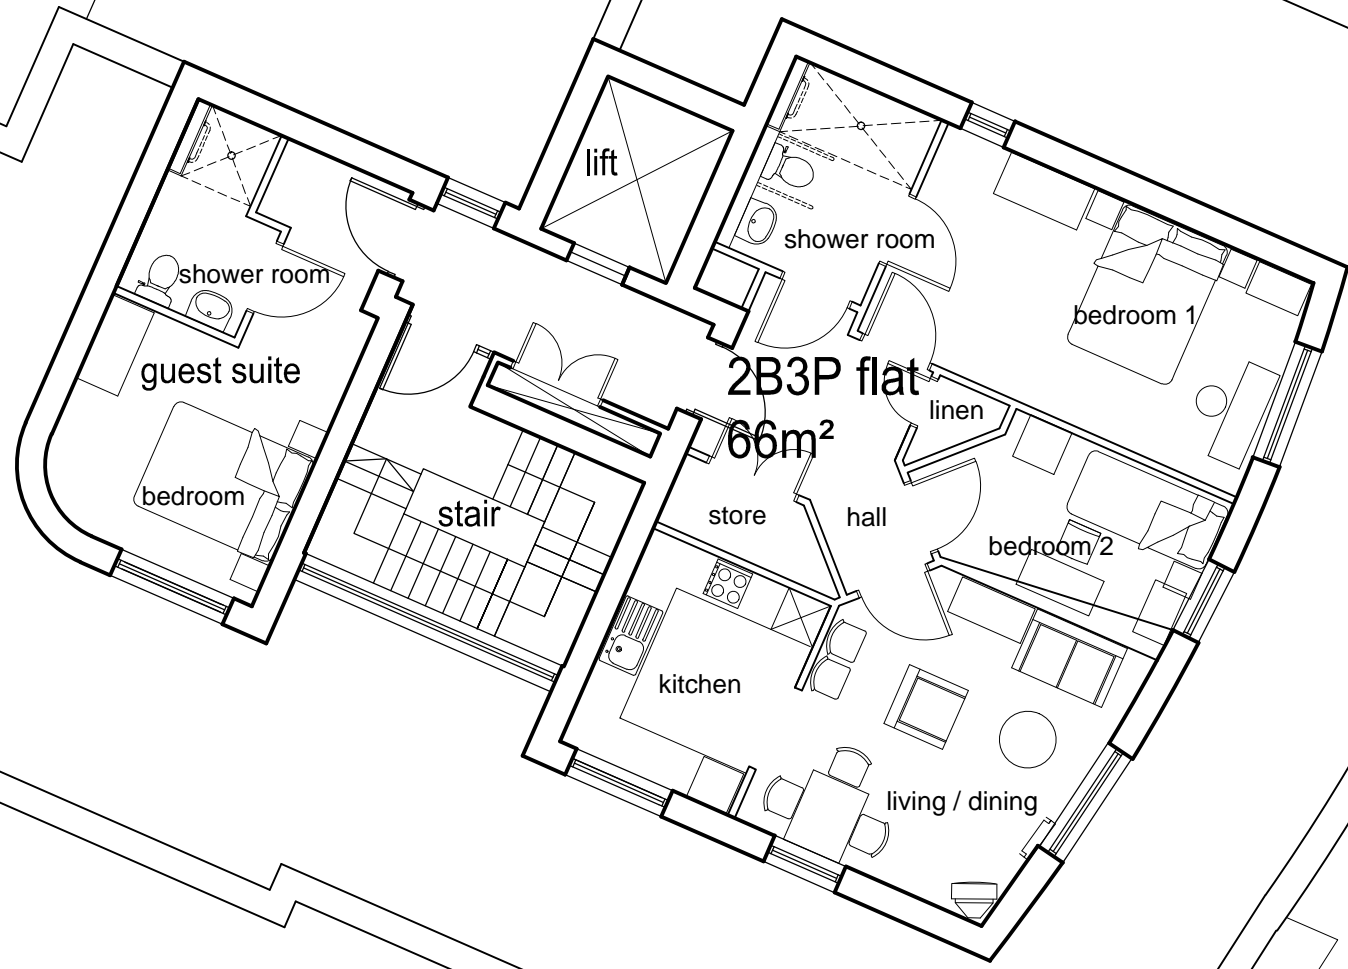 lift
shower room
shower room
bedroom 1
guest suite
2B3P flat
66m²
linen
bedroom
stair
store
hall
bedroom 2
kitchen
living / dining